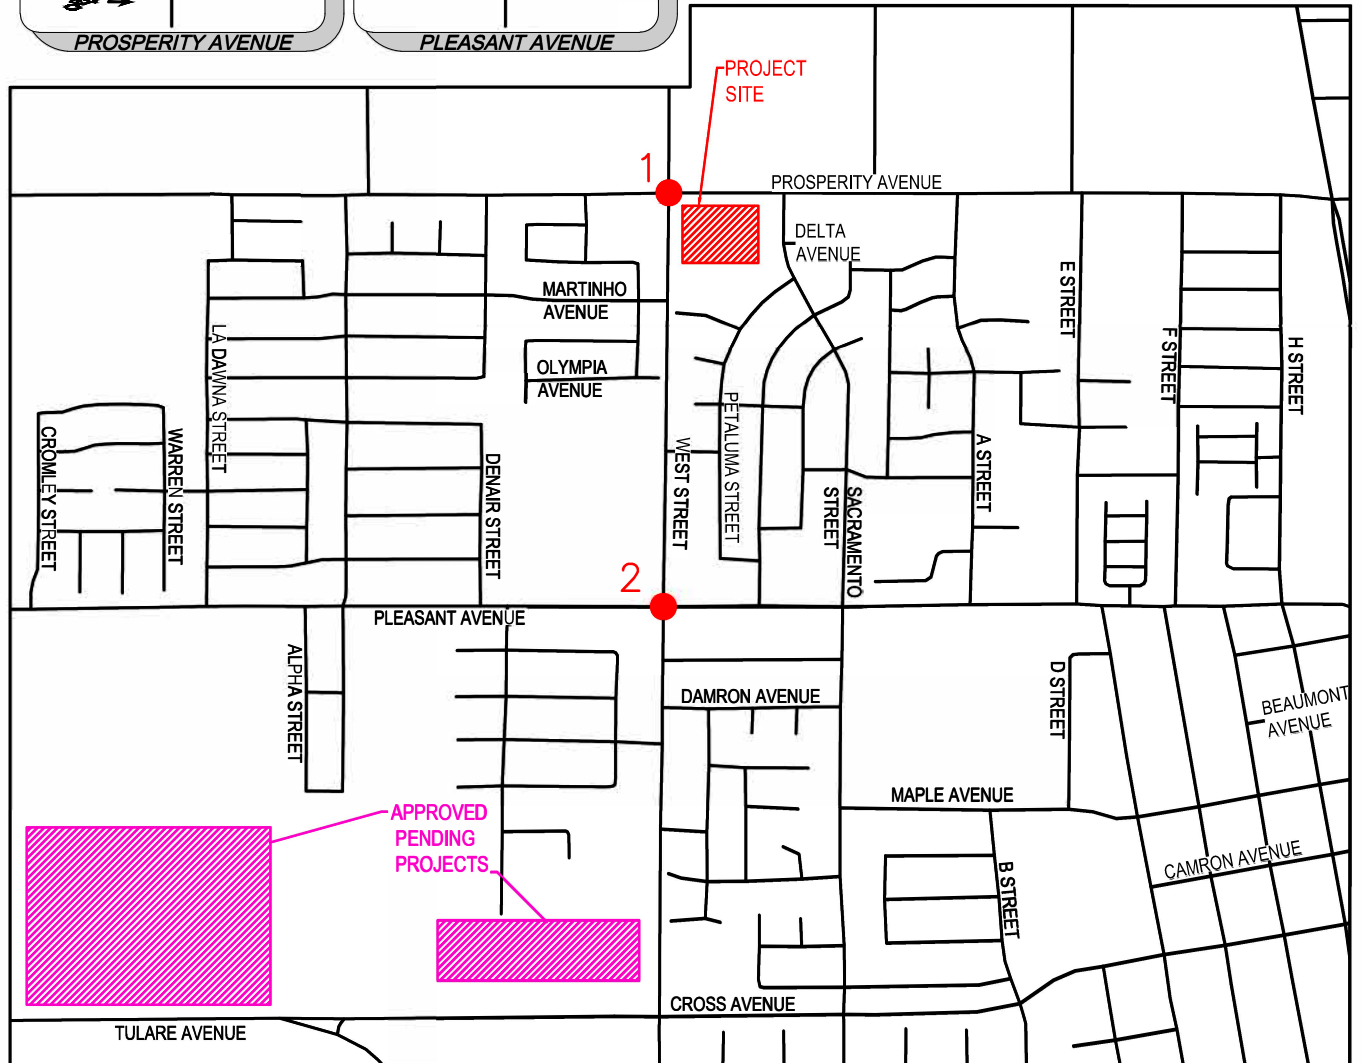 PROSPERITY AVENUE
PLEASANT AVENUE
PROJECT
SITE
1
PROSPERITY AVENUE
DELTA
AVENUE
MARTINHO
AVENUE
E STREET
F STREET
H STREET
LA DAWNA STREET
OLYMPIA
AVENUE
PETALUMA STREET
CROMLEY STREET
WARREN STREET
DENAIR STREET
WEST STREET
A STREET
SACRAMENTO
STREET
2
PLEASANT AVENUE
ALPHA STREET
D STREET
DAMRON AVENUE
BEAUMONT
AVENUE
MAPLE AVENUE
APPROVED
PENDING
PROJECTS
CAMRON AVENUE
B STREET
CROSS AVENUE
TULARE AVENUE